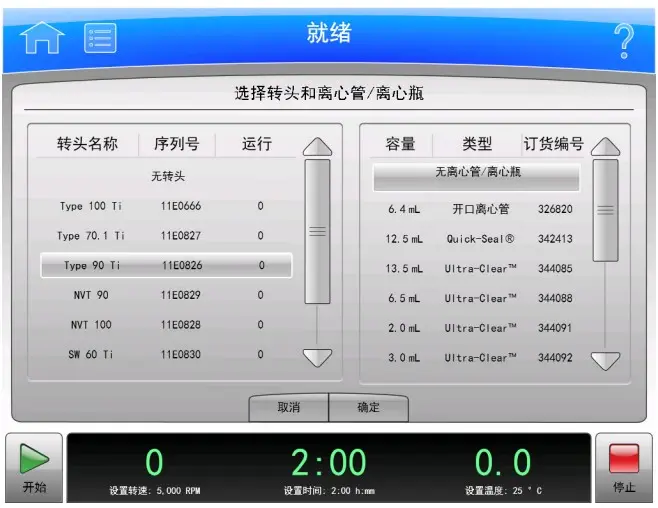 就绪
?
选择转头和离心管/离心瓶
转头名称 序列号 运行
无转头
Type 100 Ti 11E0666 0
Type 70.1 Ti 11E0827 0
Type 90 Ti 11E0826 0
NVT 90 11E0829 0
NVT 100 11E0828 0
SW 60 Ti 11E0830 0
容量 类型 订货编号
无离心管/离心瓶
6.4 mL 开口离心管 326820
12.5 mL Quick-Seal® 342413
13.5 mL Ultra-Clear™ 344085
6.5 mL Ultra-Clear™ 344088
2.0 mL Ultra-Clear™ 344091
3.0 mL Ultra-Clear™ 344092
取消 确定
开始
0
设置转速: 5,000 RPM
2:00
设置时间: 2:00 h:mm
0.0
设置温度: 25 °C
停止